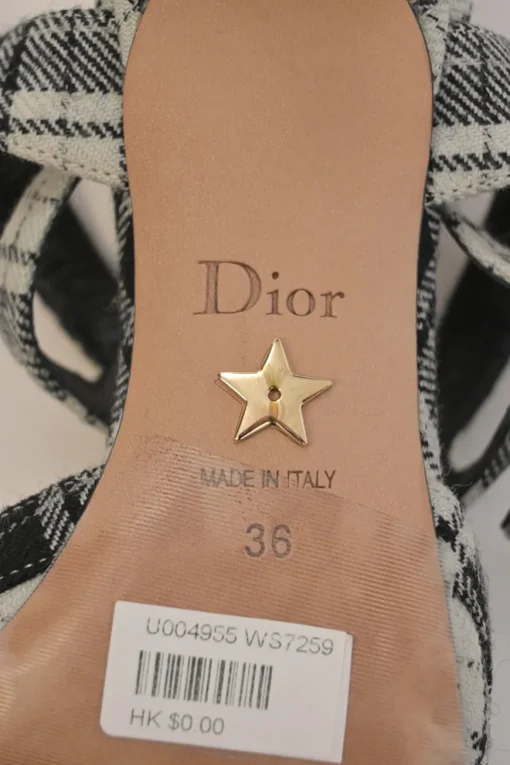 Dior
MADE IN ITALY
36
U004955 WS7259
HK $0.00